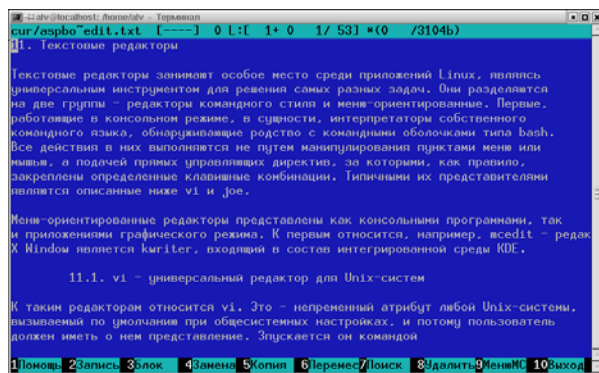 alv@localhost: /home/alv - Терминал
cur/aspbo~edit.txt [----] 0 L:[ 1+ 0 1/ 53] *(0 /3104b)
11. Текстовые редакторы
Текстовые редакторы занимают особое место среди приложений Linux, являясь
универсальным инструментом для решения самых разных задач. Они разделяются
на две группы - редакторы командного стиля и меню-ориентированные. Первые,
работающие в консольном режиме, в сущности, интерпретаторы собственного
командного языка, обнаруживающие родство с командными оболочками типа bash.
Все действия в них выполняются не путем манипулирования пунктами меню или
мышью, а подачей прямых управляющих директив, за которыми, как правило,
закреплены определенные клавишные комбинации. Типичными их представителями
являются описанные ниже vi и joe.
Меню-ориентированные редакторы представлены как консольными программами, так
и приложениями графического режима. К первым относится, например, mcedit - редак
X Window является kwriter, входящий в состав интегрированной среды KDE.
11.1. vi - универсальный редактор для Unix-систем
К таким редакторам относится vi. Это - непременный атрибут любой Unix-системы,
вызываемый по умолчанию при общесистемных настройках, и потому пользователь
должен иметь о нем представление. Зпускается он командой
1Помощь 2Запись 3Блок 4Замена 5Копия 6Перемес 7Поиск 8Удалить 9МенюMC 10Выход